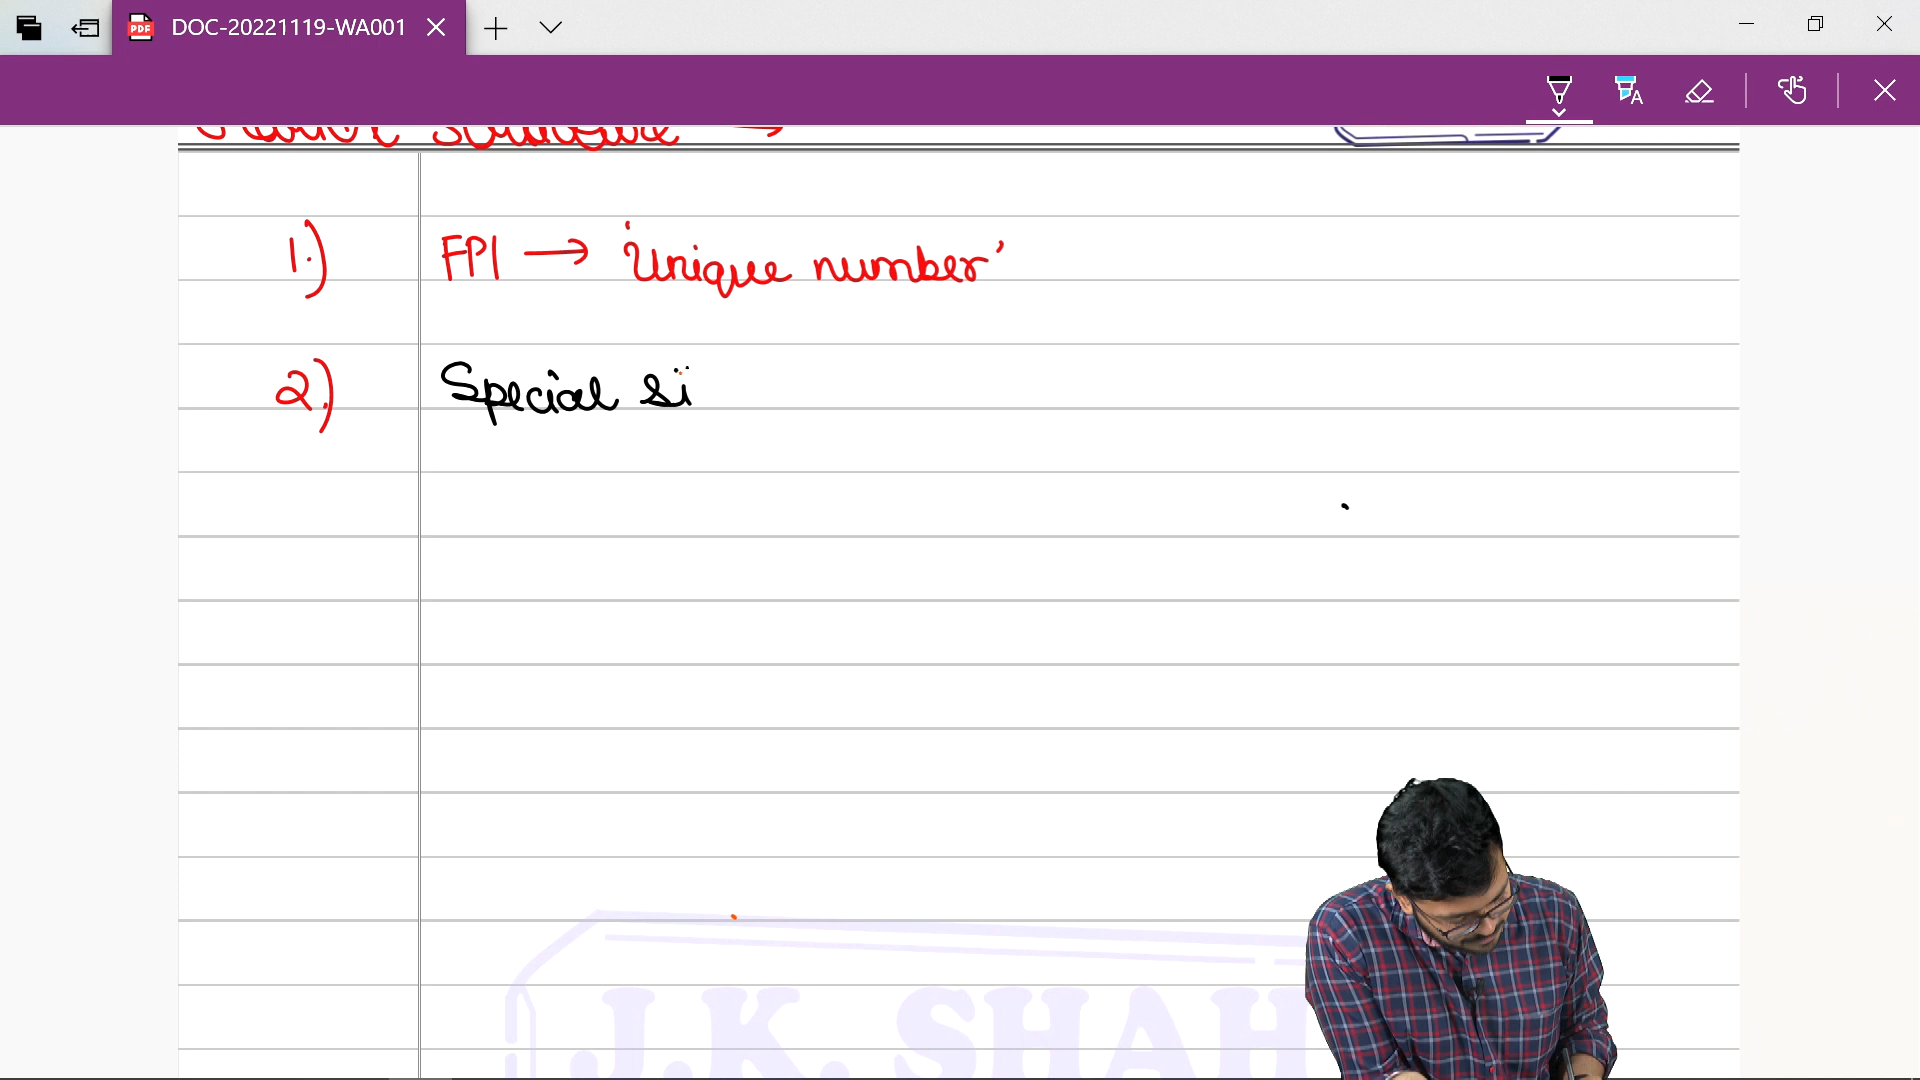 DOC-20221119-WA001
1.) FPI → 'Unique number'
2.) Special si
J.K. SHAH